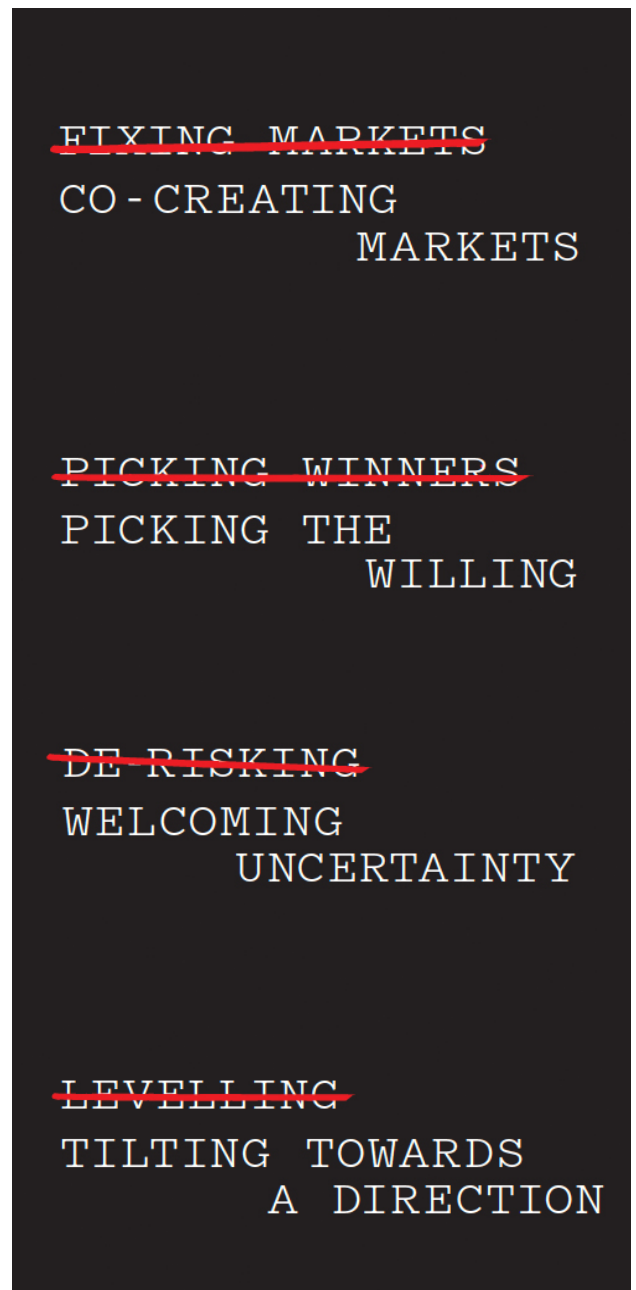 FIXING MARKETS
CO-CREATING
MARKETS
PICKING WINNERS
PICKING THE
WILLING
DE-RISKING
WELCOMING
UNCERTAINTY
LEVELLING
TILTING TOWARDS
A DIRECTION